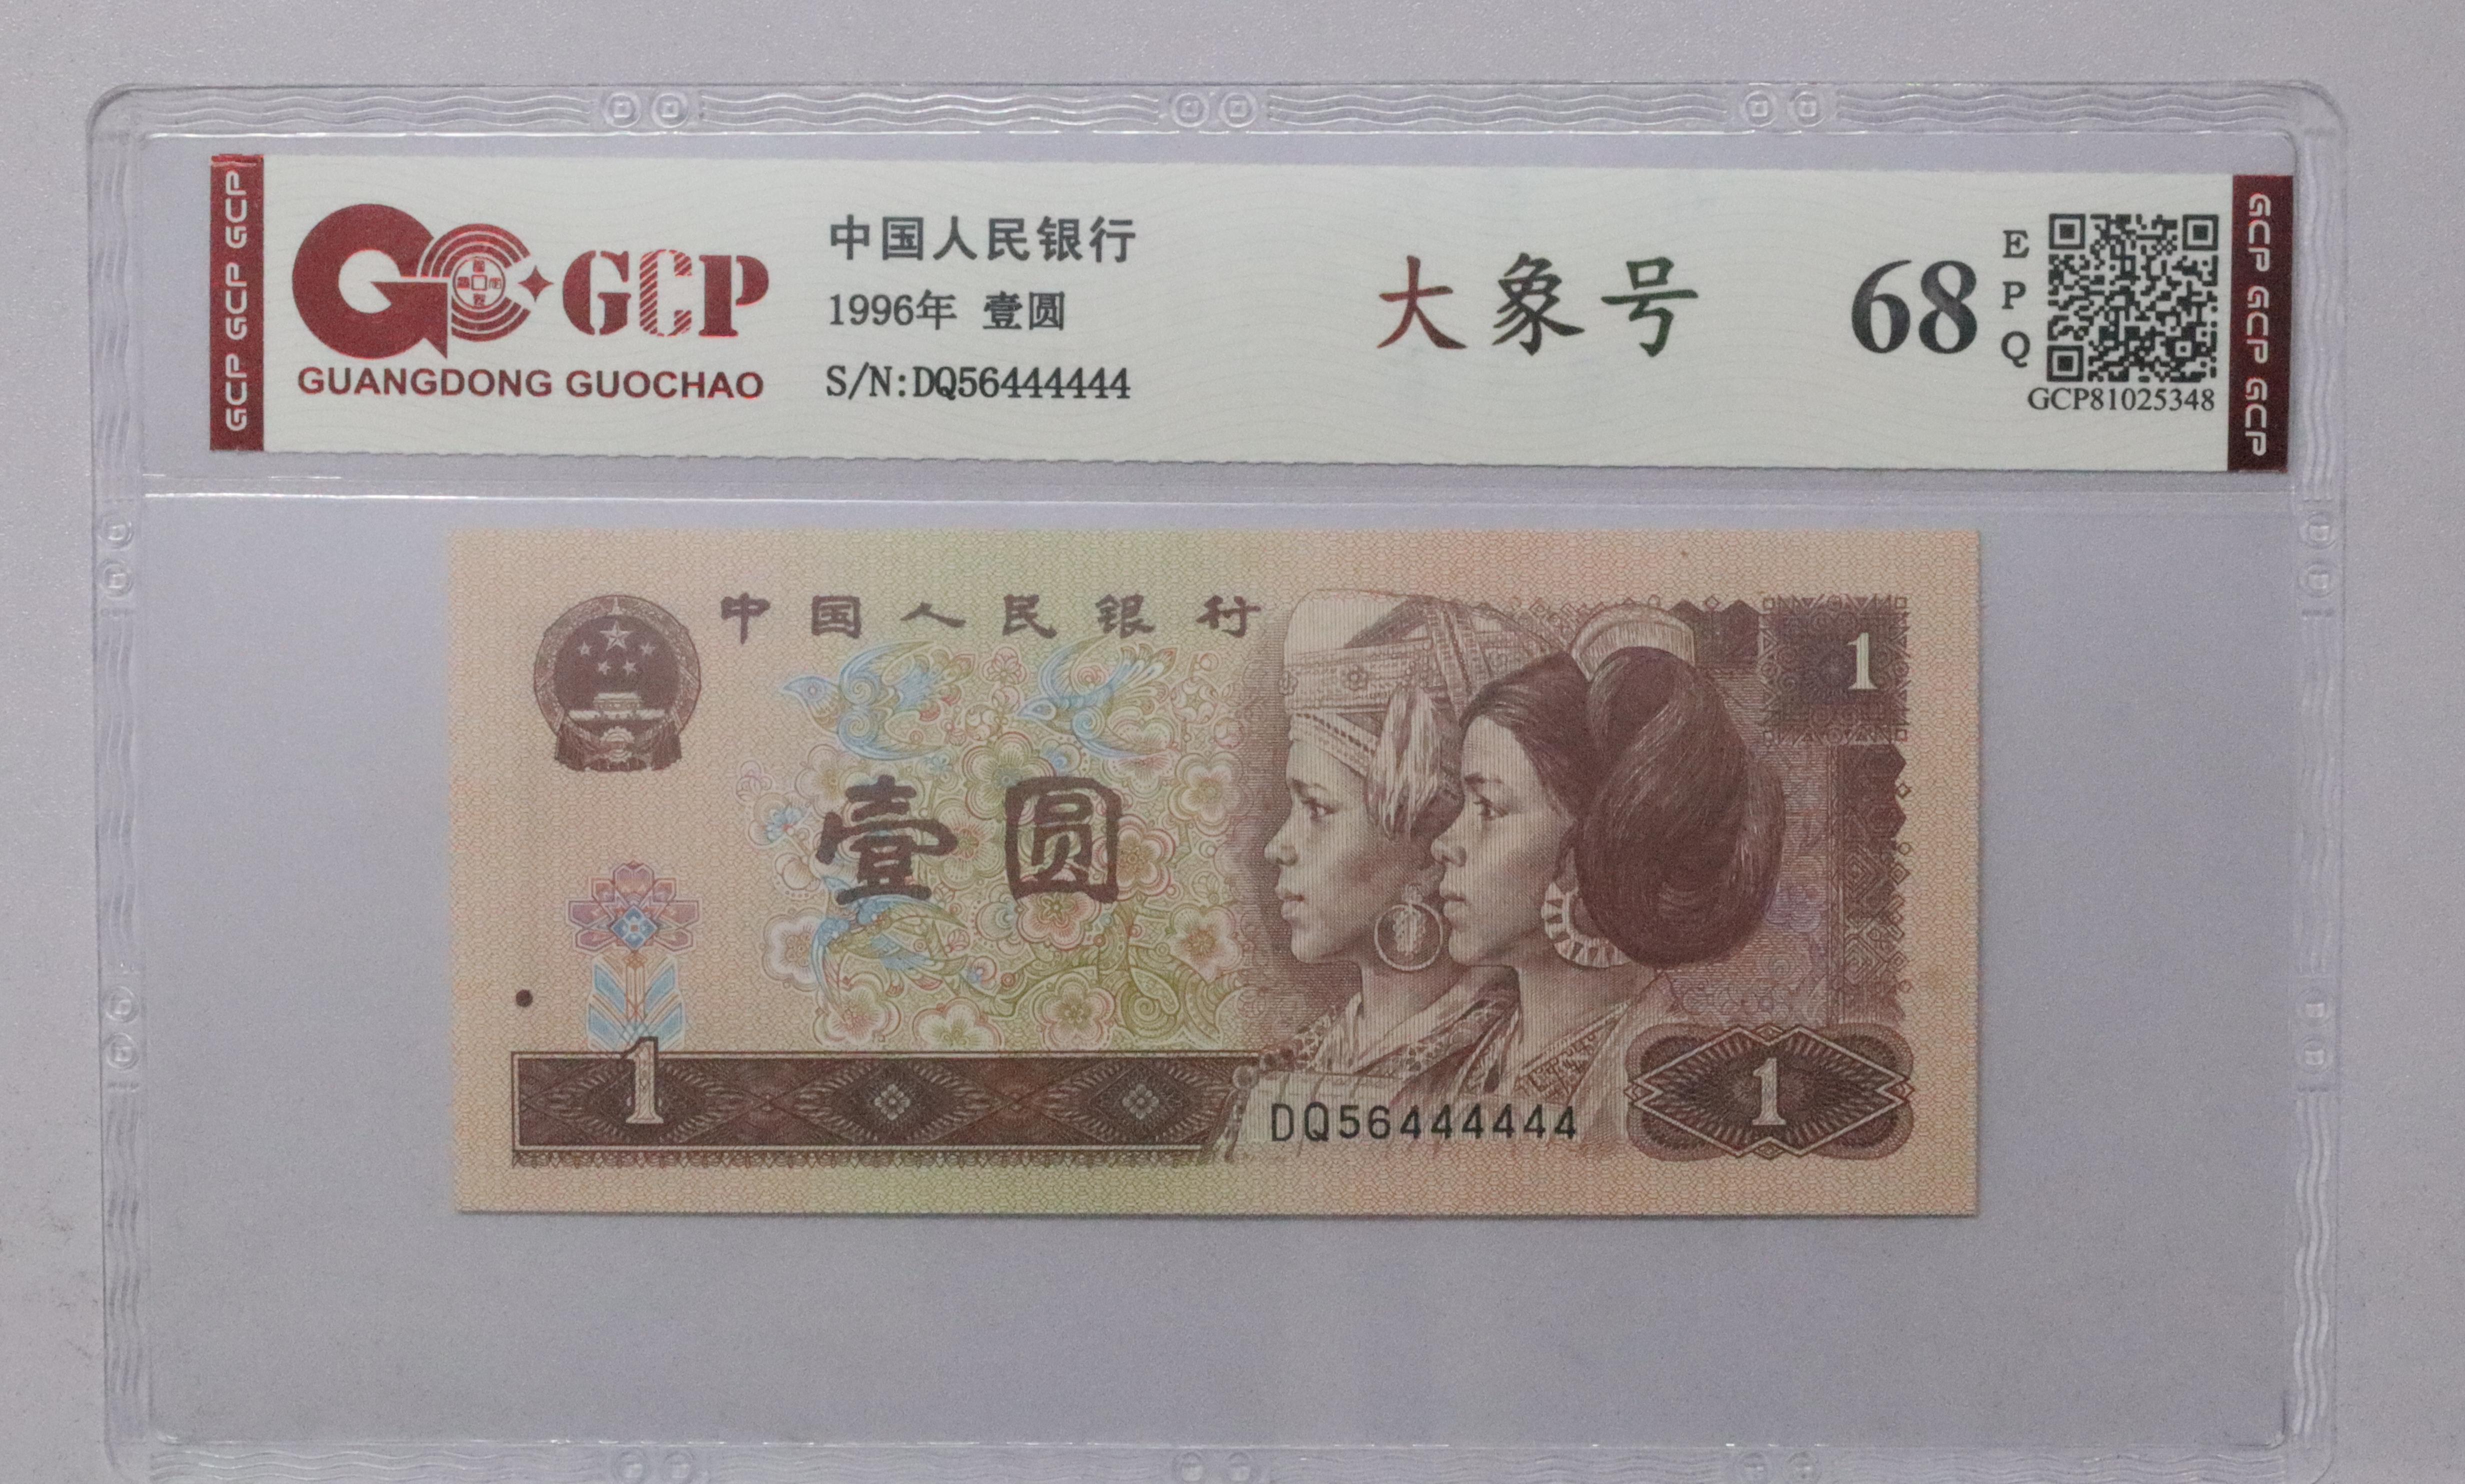 GCP GCP GCP
GCP
GUANGDONG GUOCHAO
中国人民银行
1996年 壹圆
S/N:DQ56444444
大象号
68
E
P
Q
GCP81025348
GCP GCP GCP
中国人民银行
1
壹圆
1
DQ56444444
1